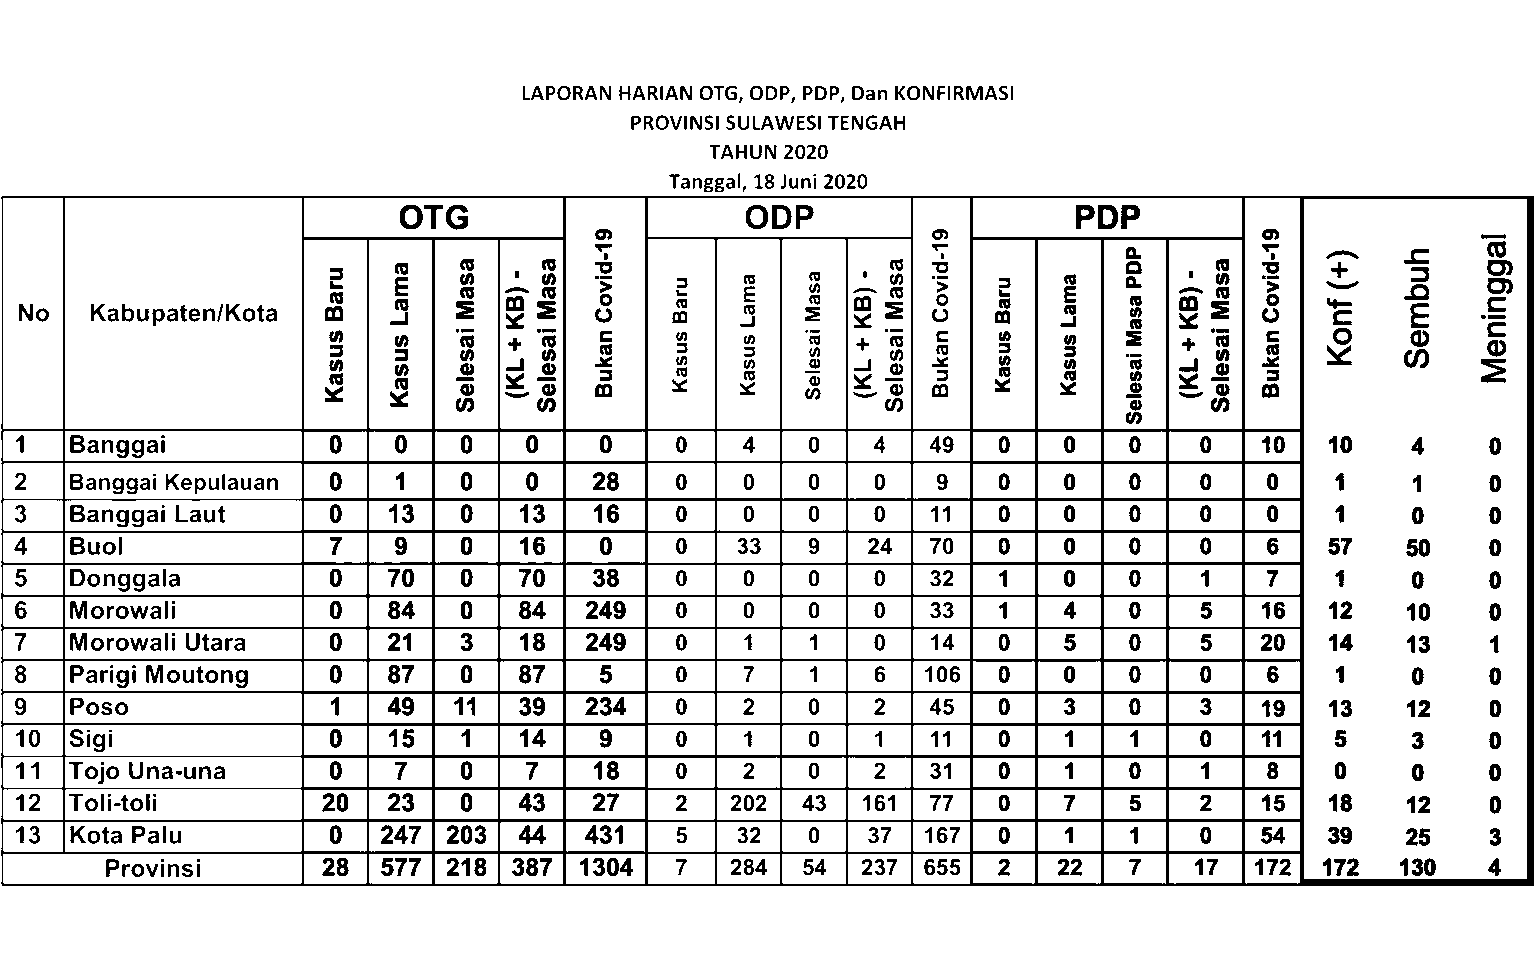 LAPORAN HARIAN OTG, ODP, PDP, Dan KONFIRMASI
PROVINSI SULAWESI TENGAH
TAHUN 2020
Tanggal, 18 Juni 2020
No Kabupaten/Kota OTG Bukan Covid-19 ODP Bukan Covid-19 PDP Bukan Covid-19 Konf (+) Sembuh Meninggal
Kasus Baru Kasus Lama Selesai Masa (KL + KB) - Selesai Masa Kasus Baru Kasus Lama Selesai Masa (KL + KB) - Selesai Masa Kasus Baru Kasus Lama Selesai Masa PDP (KL + KB) - Selesai Masa
1 Banggai 0 0 0 0 0 0 4 0 4 49 0 0 0 0 10 10 4 0
2 Banggai Kepulauan 0 1 0 0 28 0 0 0 0 9 0 0 0 0 0 1 1 0
3 Banggai Laut 0 13 0 13 16 0 0 0 0 11 0 0 0 0 0 1 0 0
4 Buol 7 9 0 16 0 0 33 9 24 70 0 0 0 0 6 57 50 0
5 Donggala 0 70 0 70 38 0 0 0 0 32 1 0 0 1 7 1 0 0
6 Morowali 0 84 0 84 249 0 0 0 0 33 1 4 0 5 16 12 10 0
7 Morowali Utara 0 21 3 18 249 0 1 1 0 14 0 5 0 5 20 14 13 1
8 Parigi Moutong 0 87 0 87 5 0 7 1 6 106 0 0 0 0 6 1 0 0
9 Poso 1 49 11 39 234 0 2 0 2 45 0 3 0 3 19 13 12 0
10 Sigi 0 15 1 14 9 0 1 0 1 11 0 1 1 0 11 5 3 0
11 Tojo Una-una 0 7 0 7 18 0 2 0 2 31 0 1 0 1 8 0 0 0
12 Toli-toli 20 23 0 43 27 2 202 43 161 77 0 7 5 2 15 18 12 0
13 Kota Palu 0 247 203 44 431 5 32 0 37 167 0 1 1 0 54 39 25 3
Provinsi 28 577 218 387 1304 7 284 54 237 655 2 22 7 17 172 172 130 4